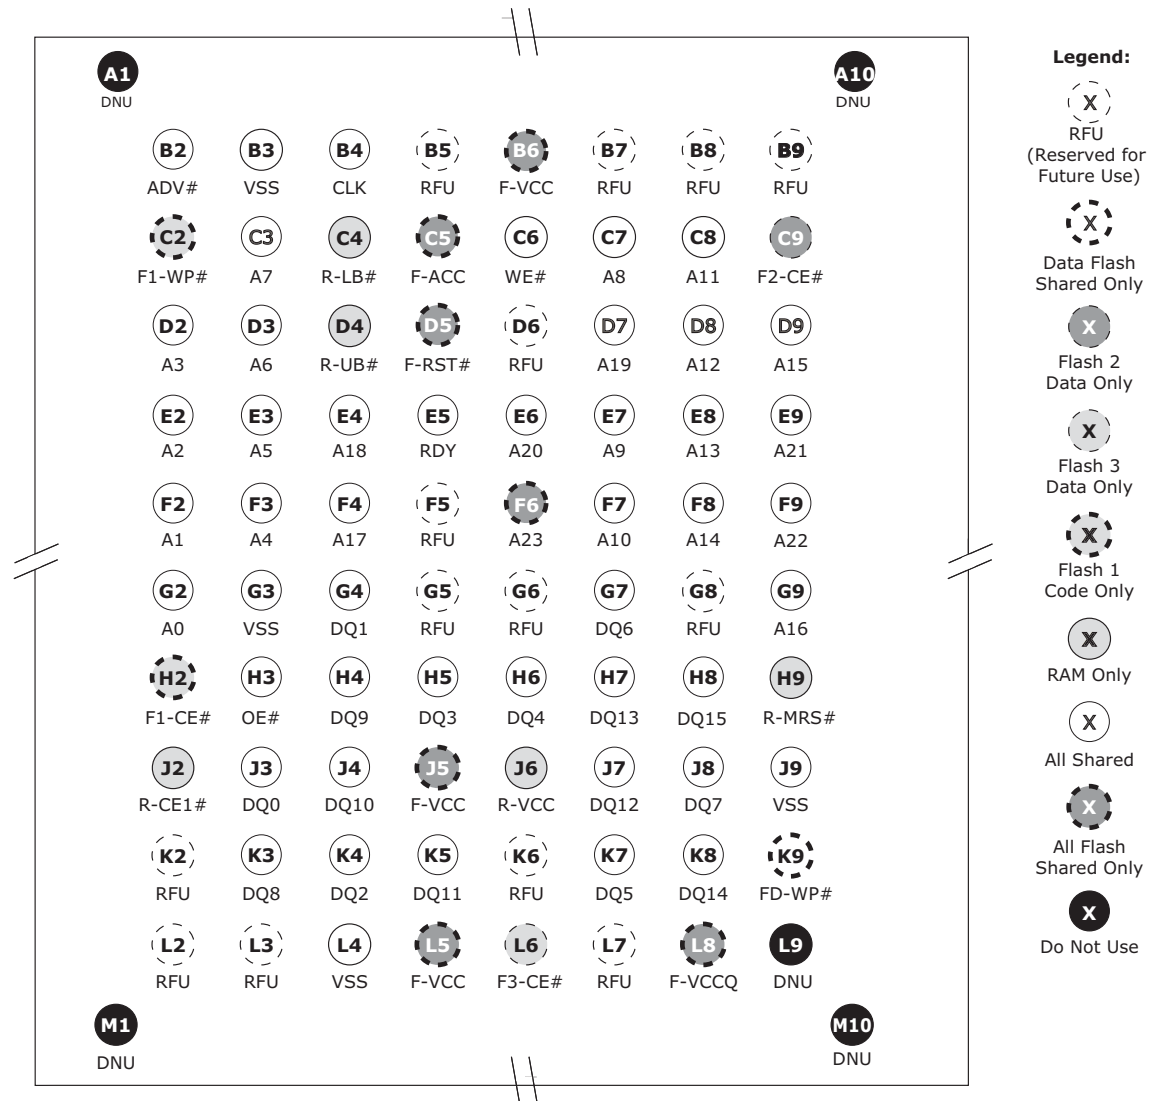 A1 A10
DNU DNU
B2 B3 B4 B5 B6 B7 B8 B9
ADV# VSS CLK RFU F-VCC RFU RFU RFU
C2 C3 C4 C5 C6 C7 C8 C9
F1-WP# A7 R-LB# F-ACC WE# A8 A11 F2-CE#
D2 D3 D4 D5 D6 D7 D8 D9
A3 A6 R-UB# F-RST# RFU A19 A12 A15
E2 E3 E4 E5 E6 E7 E8 E9
A2 A5 A18 RDY A20 A9 A13 A21
F2 F3 F4 F5 F6 F7 F8 F9
A1 A4 A17 RFU A23 A10 A14 A22
G2 G3 G4 G5 G6 G7 G8 G9
A0 VSS DQ1 RFU RFU DQ6 RFU A16
H2 H3 H4 H5 H6 H7 H8 H9
F1-CE# OE# DQ9 DQ3 DQ4 DQ13 DQ15 R-MRS#
J2 J3 J4 J5 J6 J7 J8 J9
R-CE1# DQ0 DQ10 F-VCC R-VCC DQ12 DQ7 VSS
K2 K3 K4 K5 K6 K7 K8 K9
RFU DQ8 DQ2 DQ11 RFU DQ5 DQ14 FD-WP#
L2 L3 L4 L5 L6 L7 L8 L9
RFU RFU VSS F-VCC F3-CE# RFU F-VCCQ DNU
M1 M10
DNU DNU
Legend:
X
RFU
(Reserved for
Future Use)
X
Data Flash
Shared Only
X
Flash 2
Data Only
X
Flash 3
Data Only
X
Flash 1
Code Only
X
RAM Only
X
All Shared
X
All Flash
Shared Only
X
Do Not Use